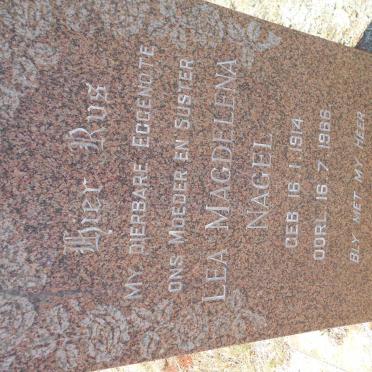 Hier Rus
MY DIERBARE EGGENOTE
ONS MOEDER EN SUSTER
LEA MAGDELENA
NAGEL
GEB 16.1.1914
OORL 16.7.1966
BLY MET MY HEER